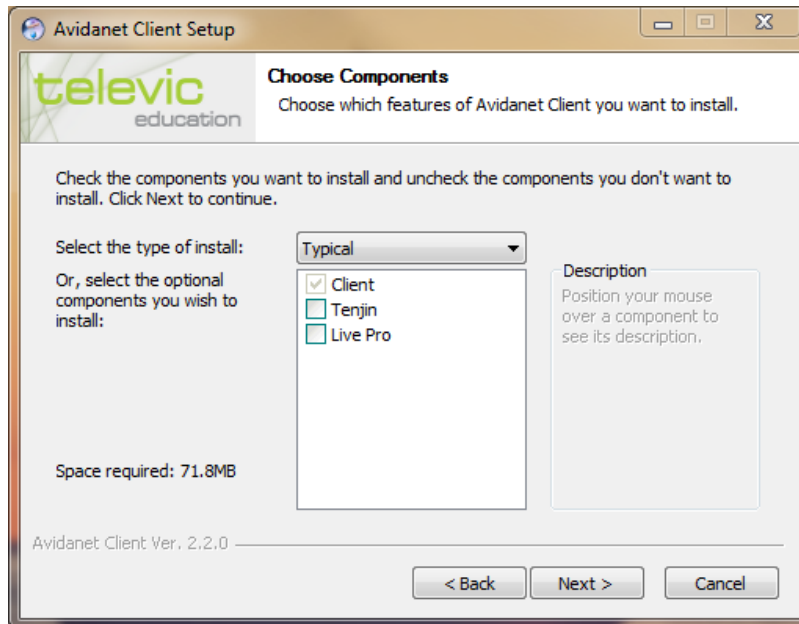 Avidanet Client Setup
televic
education
Choose Components
Choose which features of Avidanet Client you want to install.
Check the components you want to install and uncheck the components you don't want to
install. Click Next to continue.
Select the type of install:
Typical
Or, select the optional
components you wish to
install:
Client
Tenjin
Live Pro
Description
Position your mouse
over a component to
see its description.
Space required: 71.8MB
Avidanet Client Ver. 2.2.0
< Back
Next >
Cancel